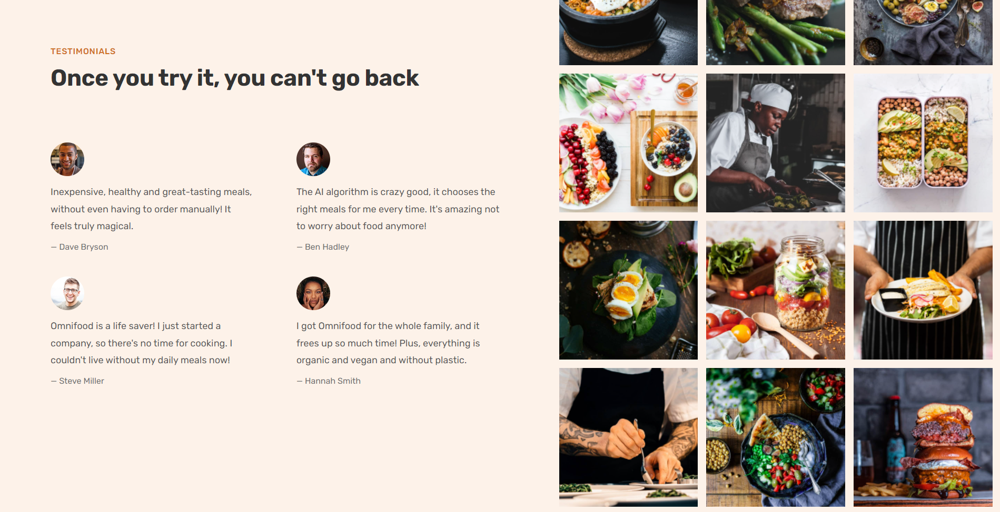 TESTIMONIALS
Once you try it, you can't go back
Inexpensive, healthy and great-tasting meals,
without even having to order manually! It
feels truly magical.
— Dave Bryson
The AI algorithm is crazy good, it chooses the
right meals for me every time. It's amazing not
to worry about food anymore!
— Ben Hadley
Omnifood is a life saver! I just started a
company, so there's no time for cooking. I
couldn't live without my daily meals now!
— Steve Miller
I got Omnifood for the whole family, and it
frees up so much time! Plus, everything is
organic and vegan and without plastic.
— Hannah Smith